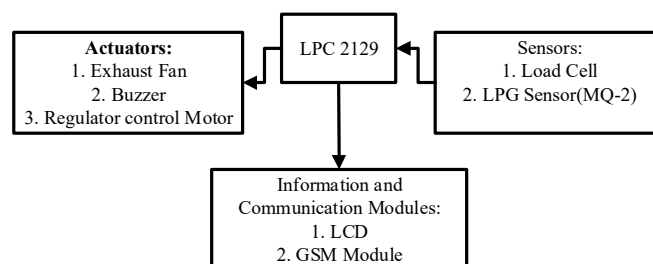 Actuators:
1. Exhaust Fan
2. Buzzer
3. Regulator control Motor
LPC 2129
Sensors:
1. Load Cell
2. LPG Sensor(MQ-2)
Information and
Communication Modules:
1. LCD
2. GSM Module